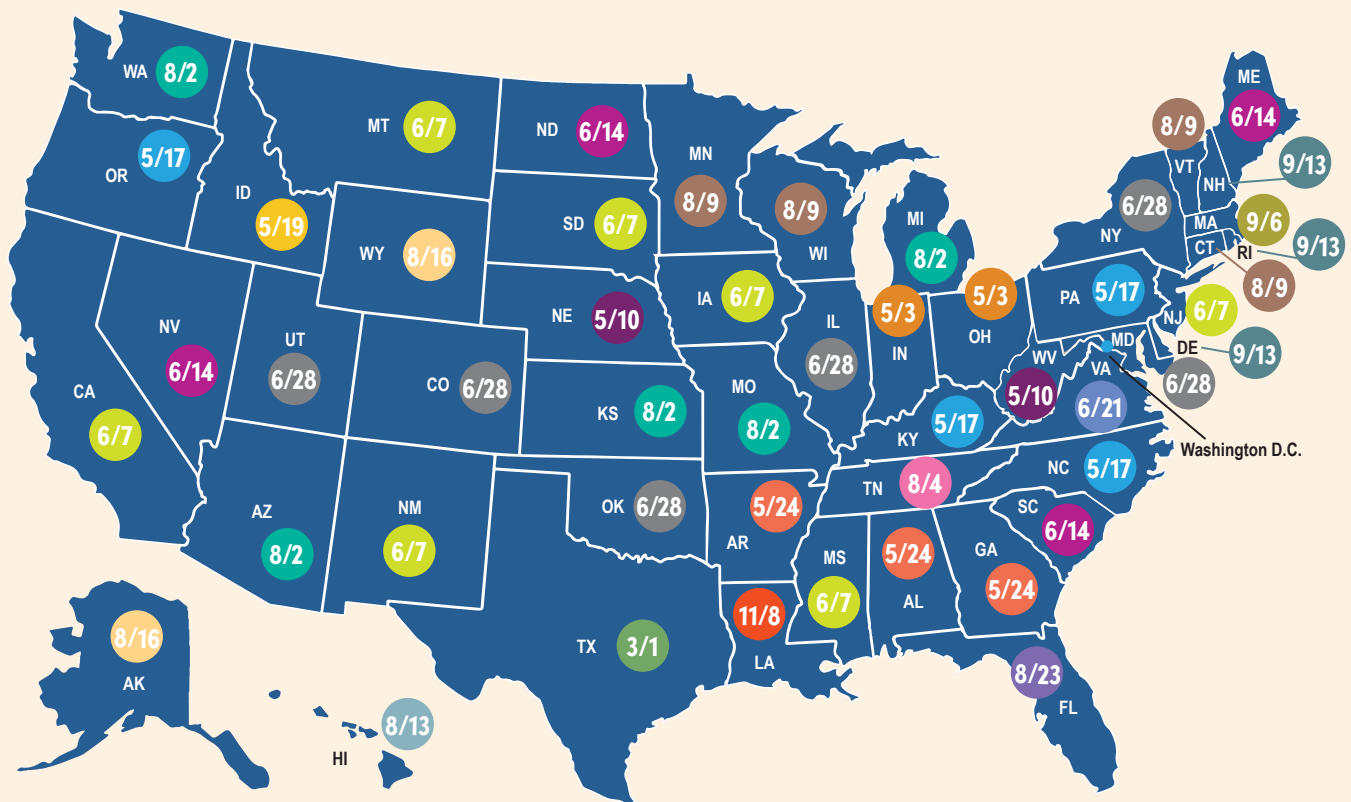 WA 8/2
OR 5/17
ID 5/19
MT 6/7
ND 6/14
MN 8/9
SD 6/7
WY 8/16
WI 8/9
MI 8/2
ME 6/14
8/9 VT
NH 9/13
NY 6/28
MA 9/6
CT 8/9
RI 9/13
NV 6/14
UT 6/28
CO 6/28
NE 5/10
IA 6/7
IL 6/28
IN 5/3
OH 5/3
PA 5/17
NJ 6/7
DE 9/13
MD 6/28
WV 5/10
VA 6/21
Washington D.C.
CA 6/7
KS 8/2
MO 8/2
KY 5/17
NC 5/17
TN 8/4
SC 6/14
AZ 8/2
NM 6/7
OK 6/28
AR 5/24
MS 6/7
AL 5/24
GA 5/24
TX 3/1
LA 11/8
FL 8/23
AK 8/16
HI 8/13